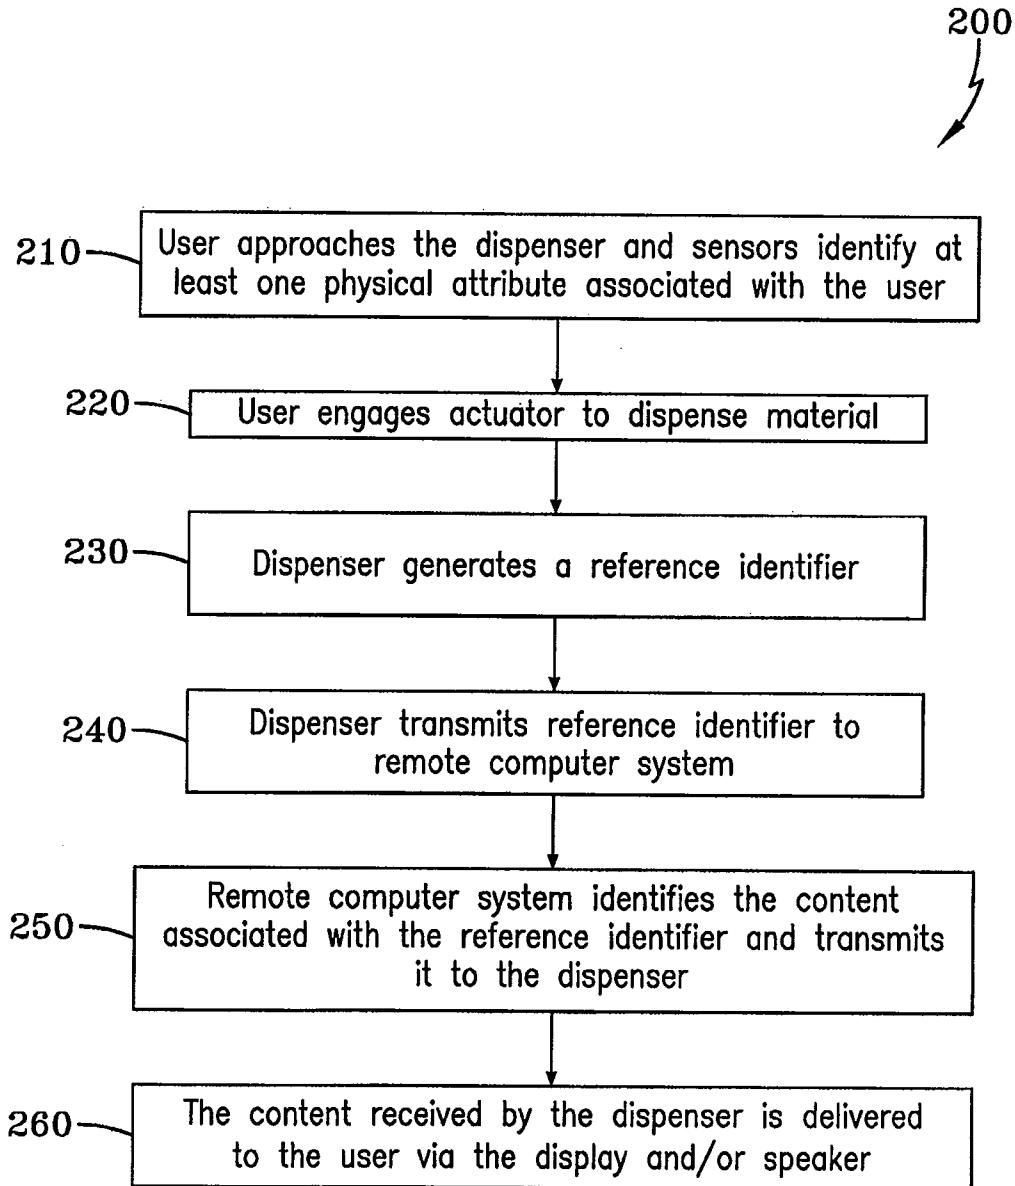 200
210
User approaches the dispenser and sensors identify at
least one physical attribute associated with the user
220
User engages actuator to dispense material
230
Dispenser generates a reference identifier
240
Dispenser transmits reference identifier to
remote computer system
250
Remote computer system identifies the content
associated with the reference identifier and transmits
it to the dispenser
260
The content received by the dispenser is delivered
to the user via the display and/or speaker